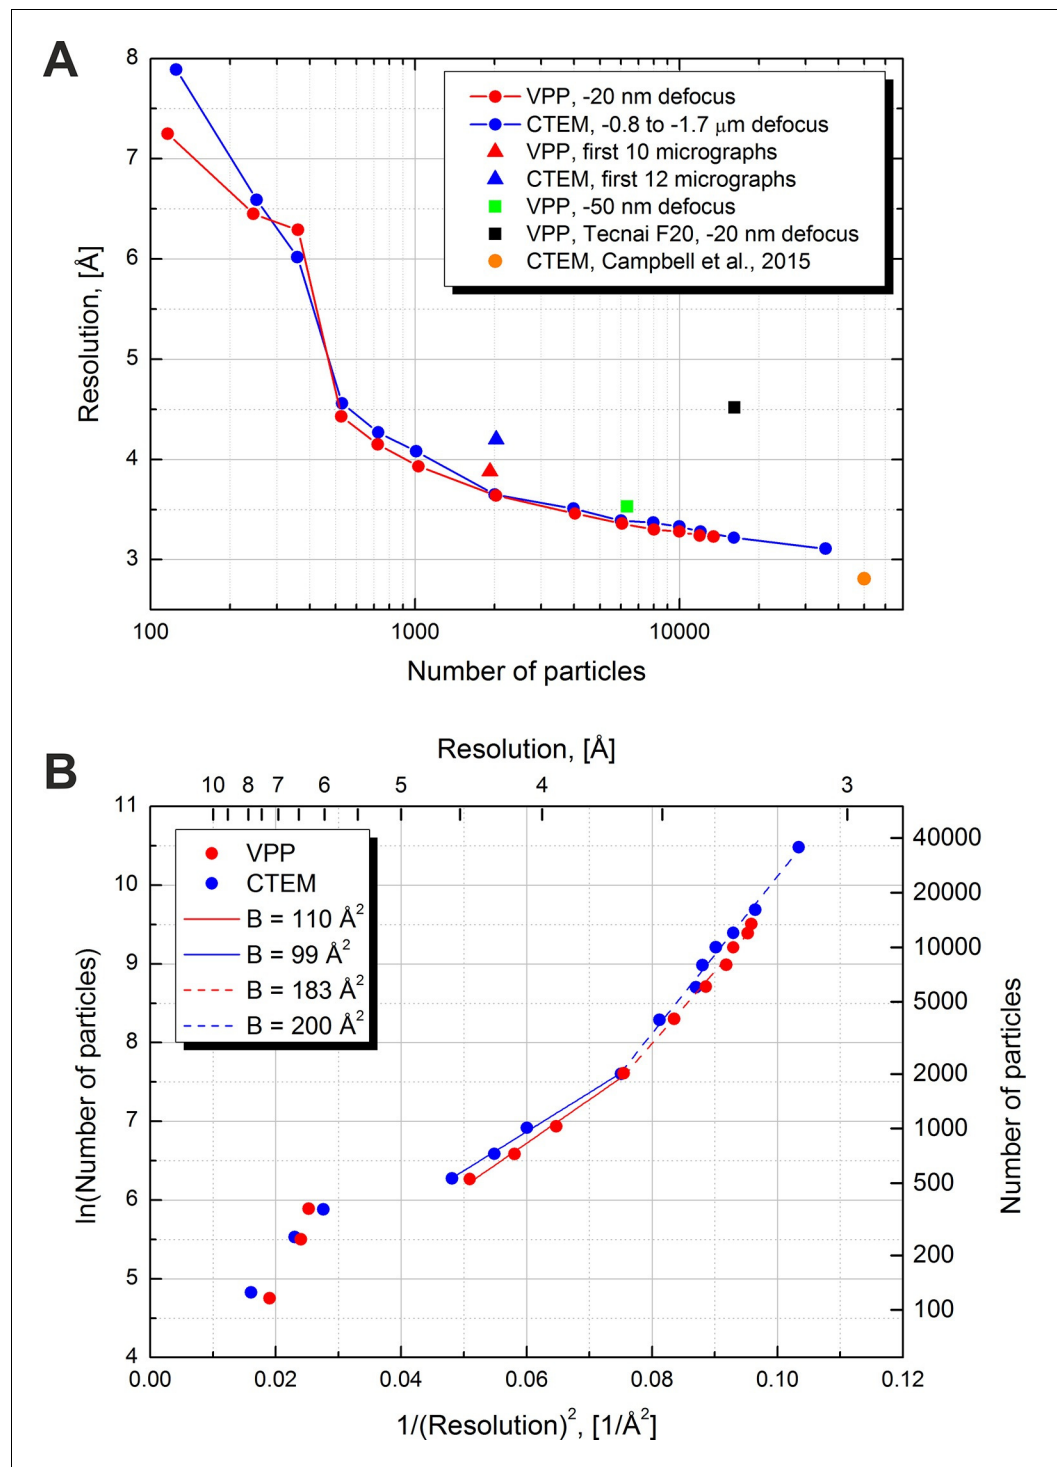 A
8
7
6
5
4
3
Resolution, [Å]
VPP, -20 nm defocus
CTEM, -0.8 to -1.7 μm defocus
VPP, first 10 micrographs
CTEM, first 12 micrographs
VPP, -50 nm defocus
VPP, Tecnai F20, -20 nm defocus
CTEM, Campbell et al., 2015
100 1000 10000
Number of particles
B
Resolution, [Å]
10 8 7 6 5 4 3
11
10
9
8
7
6
5
4
ln(Number of particles)
VPP
CTEM
B = 110 Å²
B = 99 Å²
B = 183 Å²
B = 200 Å²
40000
20000
10000
5000
2000
1000
500
200
100
Number of particles
0.00 0.02 0.04 0.06 0.08 0.10 0.12
1/(Resolution)², [1/Å²]